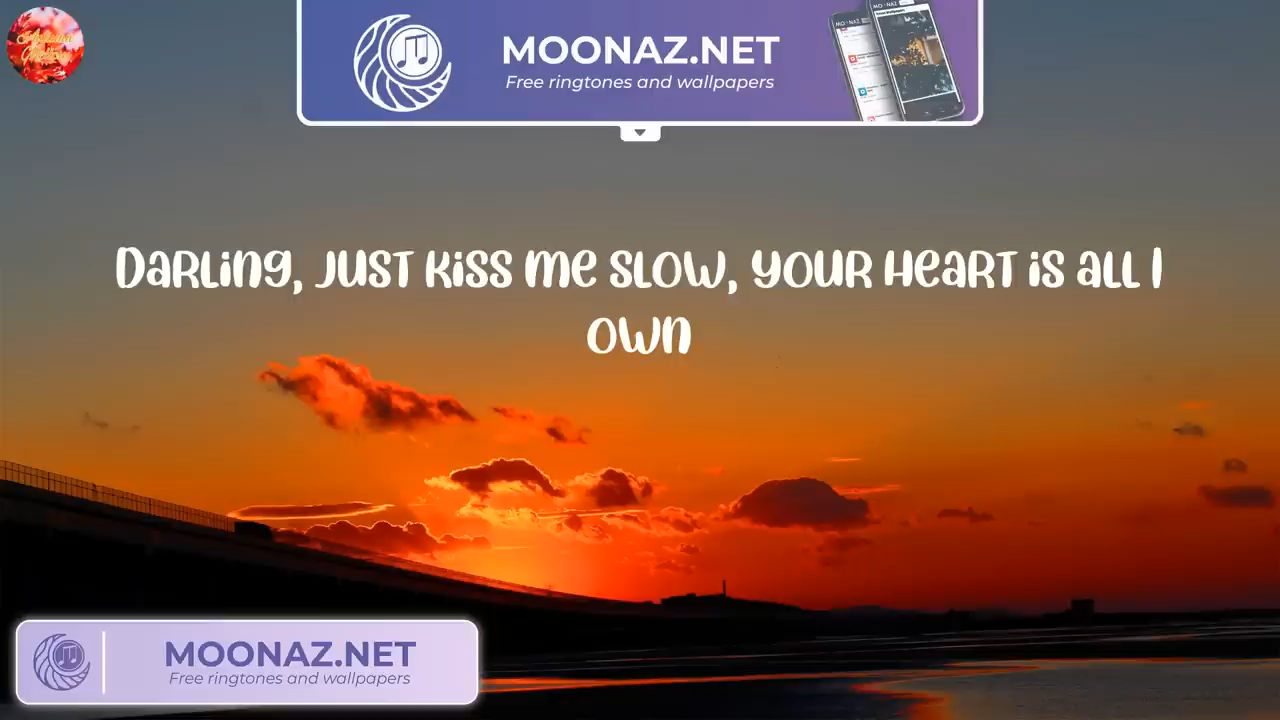 MOONAZ.NET
Free ringtones and wallpapers
Darling, just kiss me slow, your heart is all I
own
MOONAZ.NET
Free ringtones and wallpapers